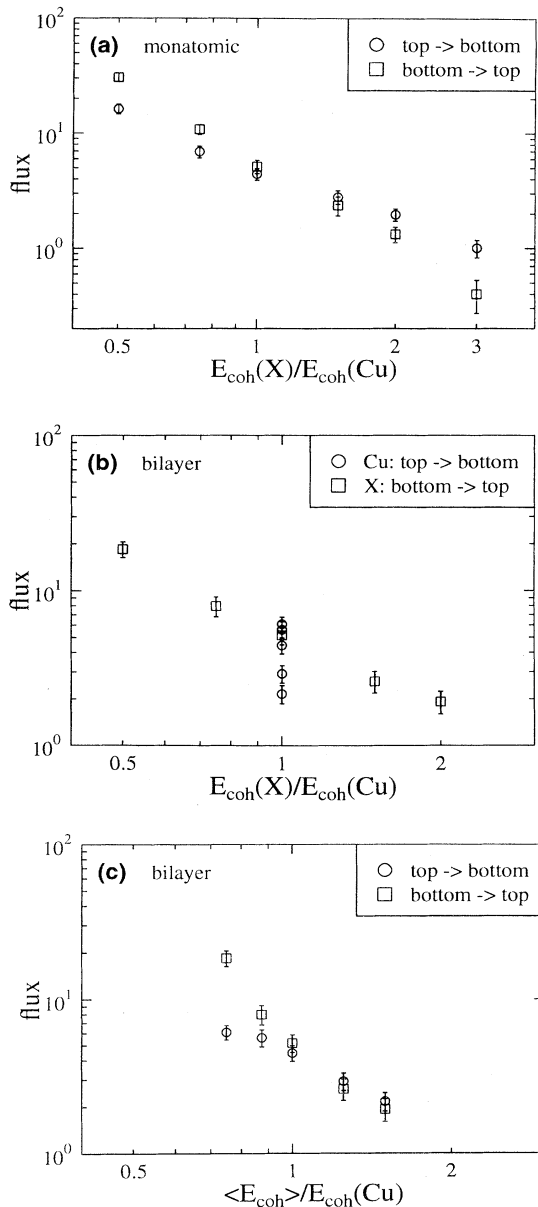 (a) monatomic
top -> bottom
bottom -> top
10²
10¹
10⁰
flux
0.5 1 2 3
E_coh(X)/E_coh(Cu)
(b) bilayer
Cu: top -> bottom
X: bottom -> top
10²
10¹
10⁰
flux
0.5 1 2
E_coh(X)/E_coh(Cu)
(c) bilayer
top -> bottom
bottom -> top
10²
10¹
10⁰
flux
0.5 1 2
<E_coh>/E_coh(Cu)